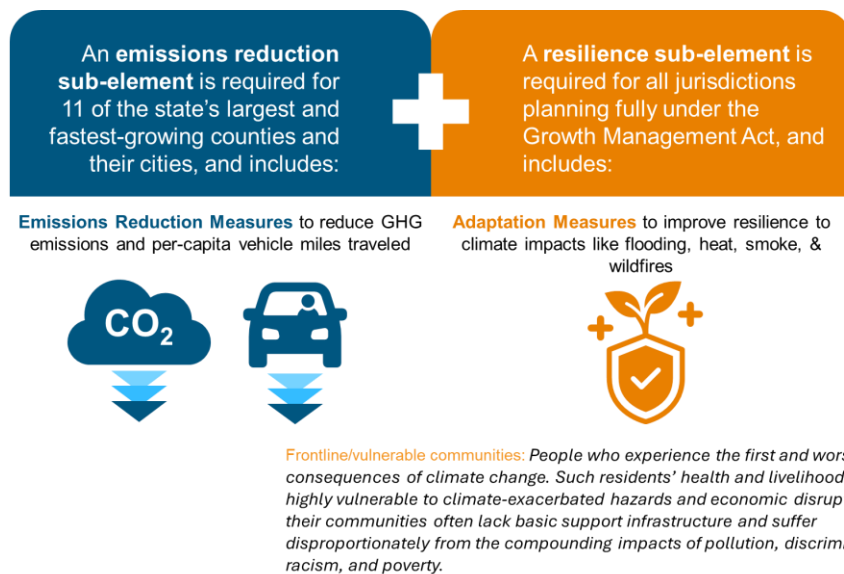 An emissions reduction
sub-element is required for
11 of the state's largest and
fastest-growing counties and
their cities, and includes:
A resilience sub-element is
required for all jurisdictions
planning fully under the
Growth Management Act, and
includes:
Emissions Reduction Measures to reduce GHG
emissions and per-capita vehicle miles traveled
Adaptation Measures to improve resilience to
climate impacts like flooding, heat, smoke, &
wildfires
CO2
Frontline/vulnerable communities: People who experience the first and
consequences of climate change. Such residents' health and
highly vulnerable to climate-exacerbated hazards and economic
their communities often lack basic support infrastructure and suffer
disproportionately from the compounding impacts of pollution,
racism, and poverty.